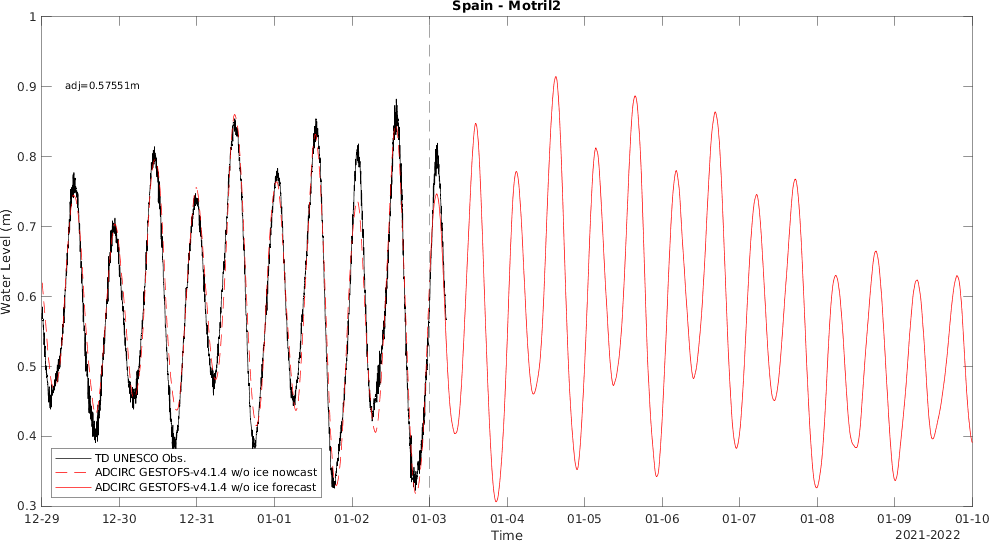 Spain - Motril2
1
0.9
0.8
0.7
0.6
0.5
0.4
0.3
Water Level (m)
adj=0.57551m
TD UNESCO Obs.
ADCIRC GESTOFS-v4.1.4 w/o ice nowcast
ADCIRC GESTOFS-v4.1.4 w/o ice forecast
12-29 12-30 12-31 01-01 01-02 01-03 01-04 01-05 01-06 01-07 01-08 01-09 01-10
Time
2021-2022